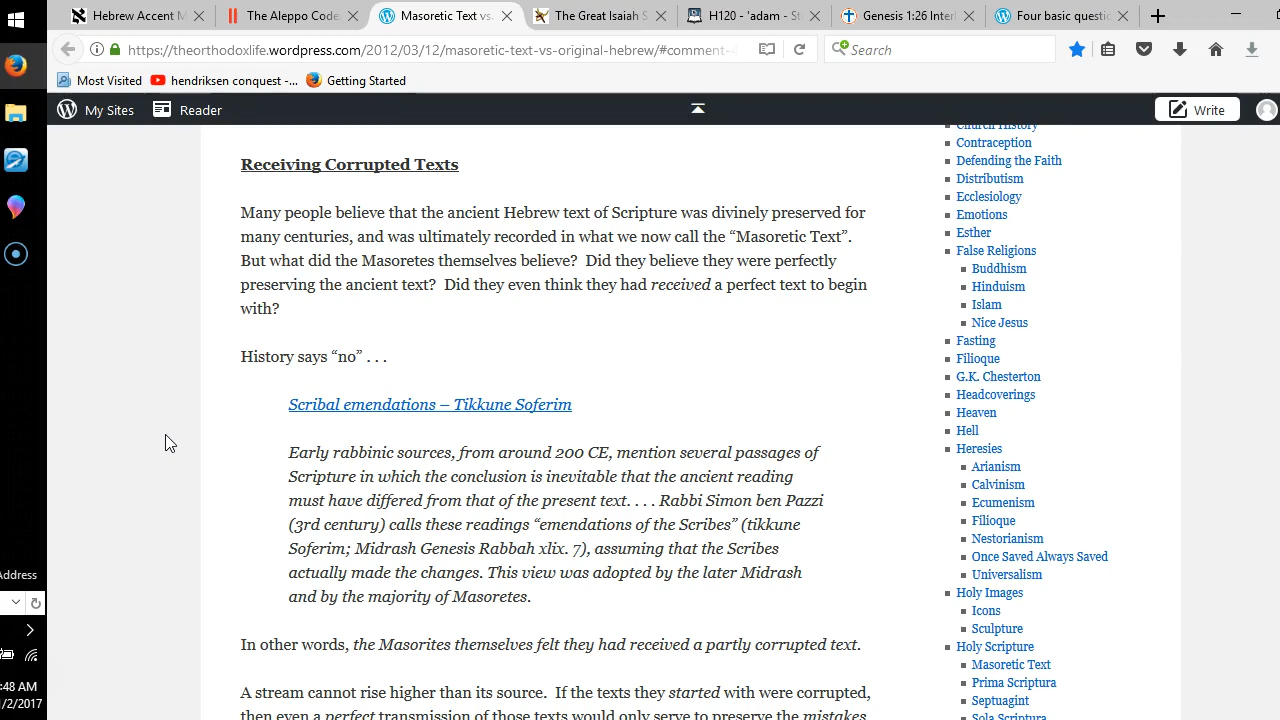 Hebrew Accent M
The Aleppo Code
Masoretic Text vs.
The Great Isaiah S
H120 - 'adam - St
Genesis 1:26 Inter
Four basic questi
https://theorthodoxlife.wordpress.com/2012/03/12/masoretic-text-vs-original-hebrew/#comment-
Search
Most Visited
hendriksen conquest -...
Getting Started
My Sites
Reader
Write
Receiving Corrupted Texts
Many people believe that the ancient Hebrew text of Scripture was divinely preserved for
many centuries, and was ultimately recorded in what we now call the “Masoretic Text”.
But what did the Masoretes themselves believe?  Did they believe they were perfectly
preserving the ancient text?  Did they even think they had received a perfect text to begin
with?
History says “no” . . .
Scribal emendations – Tikkune Soferim
Early rabbinic sources, from around 200 CE, mention several passages of
Scripture in which the conclusion is inevitable that the ancient reading
must have differed from that of the present text. . . . Rabbi Simon ben Pazzi
(3rd century) calls these readings “emendations of the Scribes” (tikkune
Soferim; Midrash Genesis Rabbah xlix. 7), assuming that the Scribes
actually made the changes. This view was adopted by the later Midrash
and by the majority of Masoretes.
In other words, the Masorites themselves felt they had received a partly corrupted text.
A stream cannot rise higher than its source.  If the texts they started with were corrupted,
then even a perfect transmission of those texts would only serve to preserve the mistakes
Church History
Contraception
Defending the Faith
Distributism
Ecclesiology
Emotions
Esther
False Religions
Buddhism
Hinduism
Islam
Nice Jesus
Fasting
Filioque
G.K. Chesterton
Headcoverings
Heaven
Hell
Heresies
Arianism
Calvinism
Ecumenism
Filioque
Nestorianism
Once Saved Always Saved
Universalism
Holy Images
Icons
Sculpture
Holy Scripture
Masoretic Text
Prima Scriptura
Septuagint
Sola Scriptura
Address
:48 AM
1/2/2017